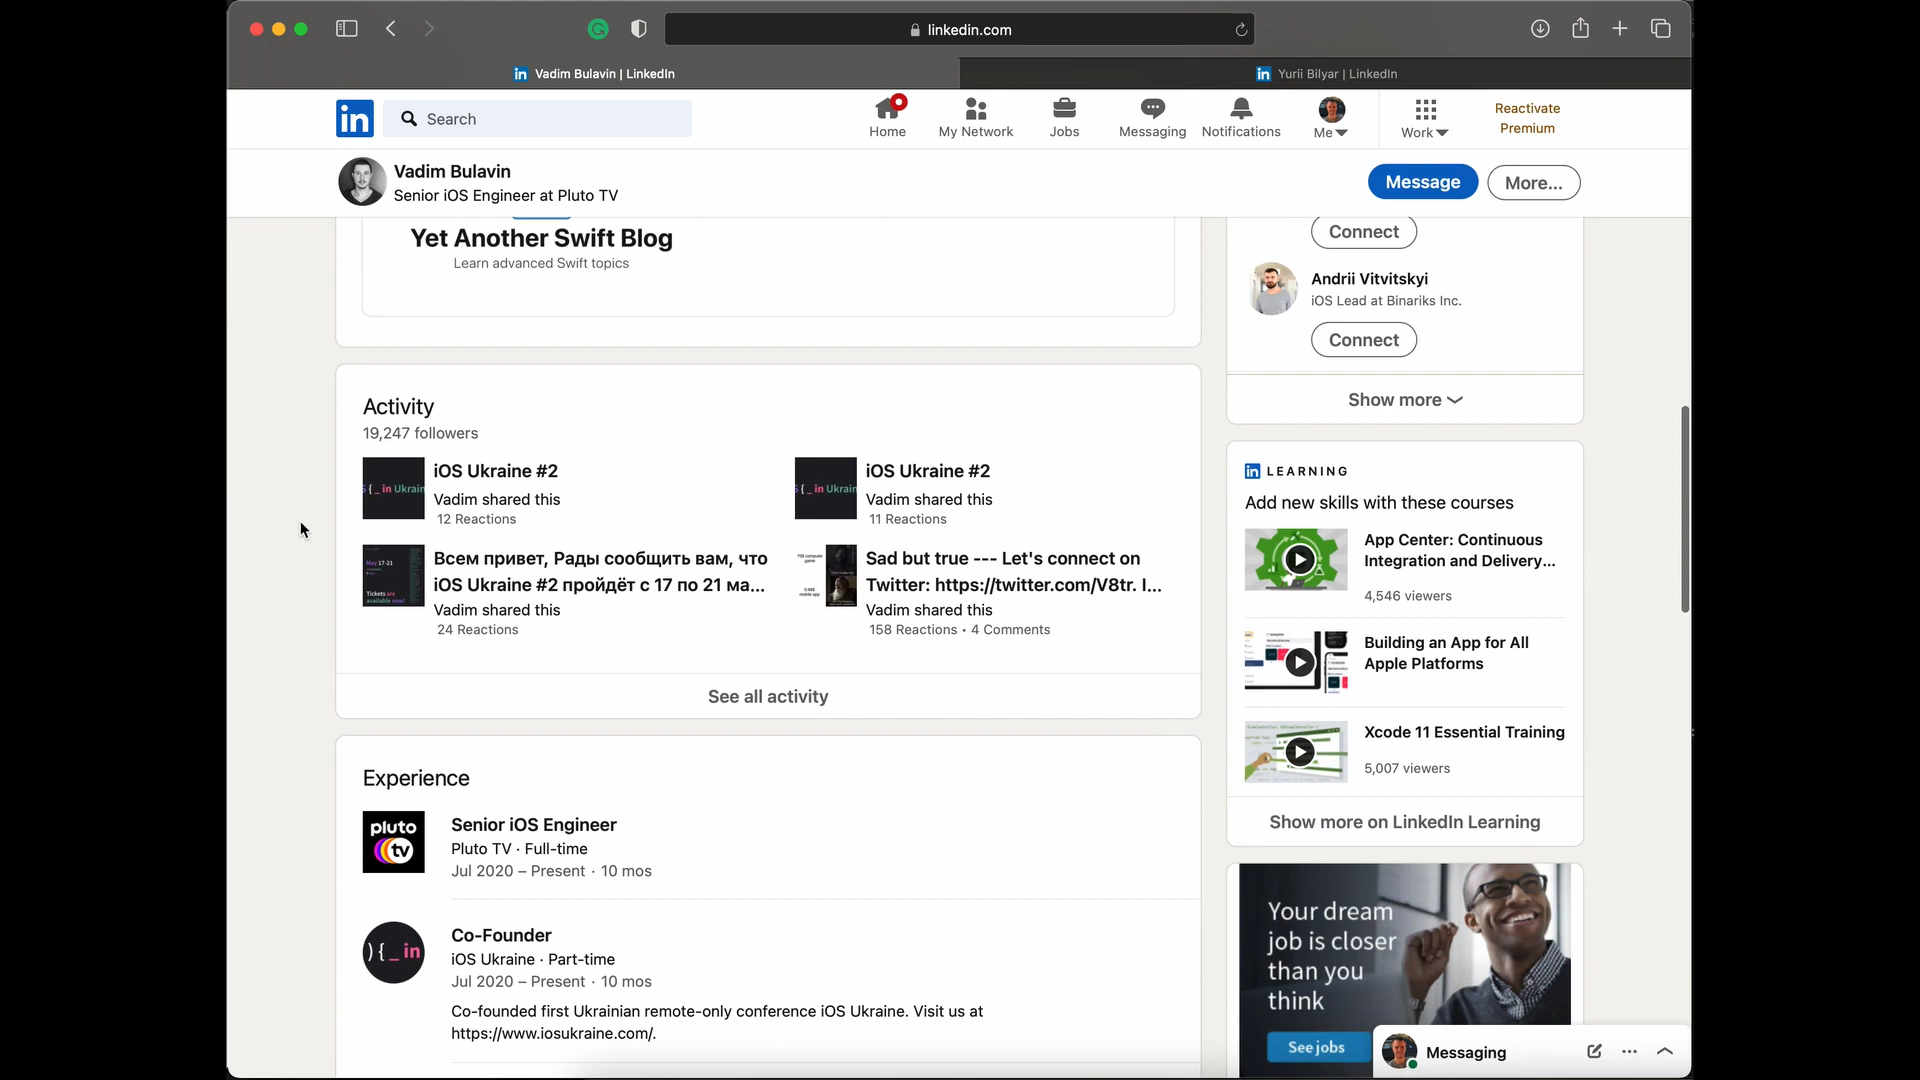 linkedin.com
Vadim Bulavin | LinkedIn
Yurii Bilyar | LinkedIn
in
Search
Home
My Network
Jobs
Messaging
Notifications
Me
Work
Reactivate
Premium
Vadim Bulavin
Senior iOS Engineer at Pluto TV
Message
More...
Yet Another Swift Blog
Learn advanced Swift topics
Activity
19,247 followers
iOS Ukraine #2
Vadim shared this
12 Reactions
iOS Ukraine #2
Vadim shared this
11 Reactions
Всем привет, Рады сообщить вам, что
iOS Ukraine #2 пройдёт с 17 по 21 ма...
Vadim shared this
24 Reactions
Sad but true --- Let's connect on
Twitter: https://twitter.com/V8tr. I...
Vadim shared this
158 Reactions • 4 Comments
See all activity
Experience
pluto
tv
Senior iOS Engineer
Pluto TV · Full-time
Jul 2020 – Present · 10 mos
){_in
Co-Founder
iOS Ukraine · Part-time
Jul 2020 – Present · 10 mos
Co-founded first Ukrainian remote-only conference iOS Ukraine. Visit us at
https://www.iosukraine.com/.
Connect
Andrii Vitvitskyi
iOS Lead at Binariks Inc.
Connect
Show more
in LEARNING
Add new skills with these courses
App Center: Continuous
Integration and Delivery...
4,546 viewers
Building an App for All
Apple Platforms
Xcode 11 Essential Training
5,007 viewers
Show more on LinkedIn Learning
Your dream
job is closer
than you
think
See jobs
Messaging